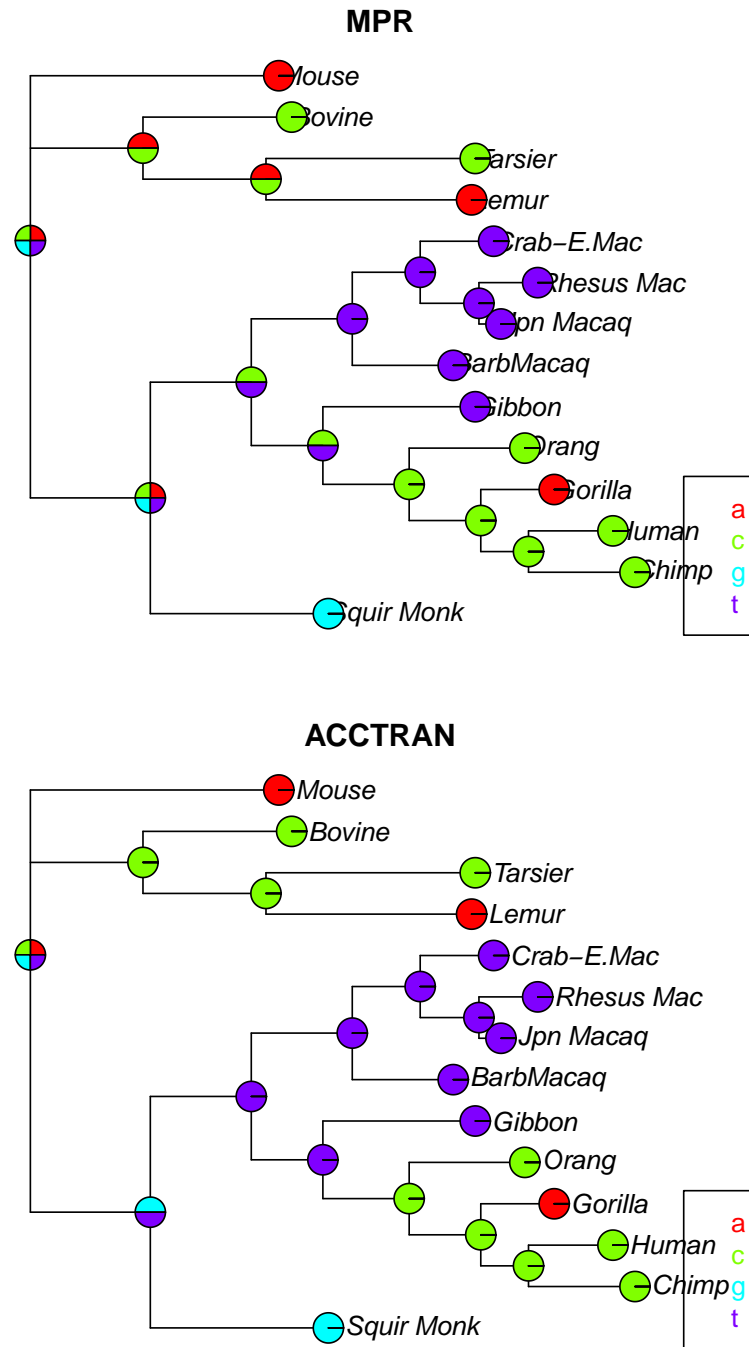 MPR
Mouse
Bovine
Tarsier
Lemur
Crab−E.Mac
Rhesus Mac
Jpn Macaq
BarbMacaq
Gibbon
Orang
Gorilla
Human
Chimp
Squir Monk
a
c
g
t
ACCTRAN
Mouse
Bovine
Tarsier
Lemur
Crab−E.Mac
Rhesus Mac
Jpn Macaq
BarbMacaq
Gibbon
Orang
Gorilla
Human
Chimp
Squir Monk
a
c
g
t